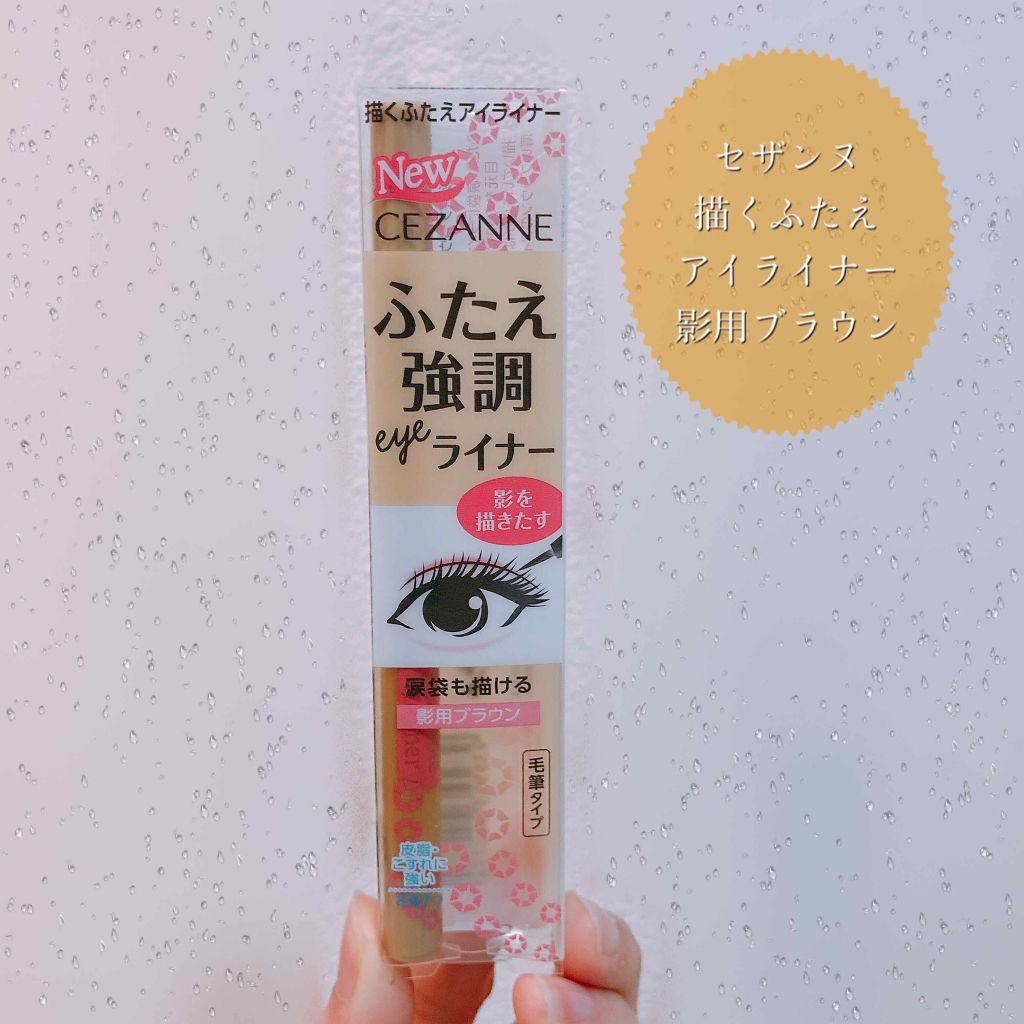 描くふたえアイライナー
New
CEZANNE
ふたえ
強調
eye ライナー
影を
描きたす
涙袋も描ける
影用ブラウン
毛筆タイプ
皮脂・
こすれに
強い
セザンヌ
描くふたえ
アイライナー
影用ブラウン